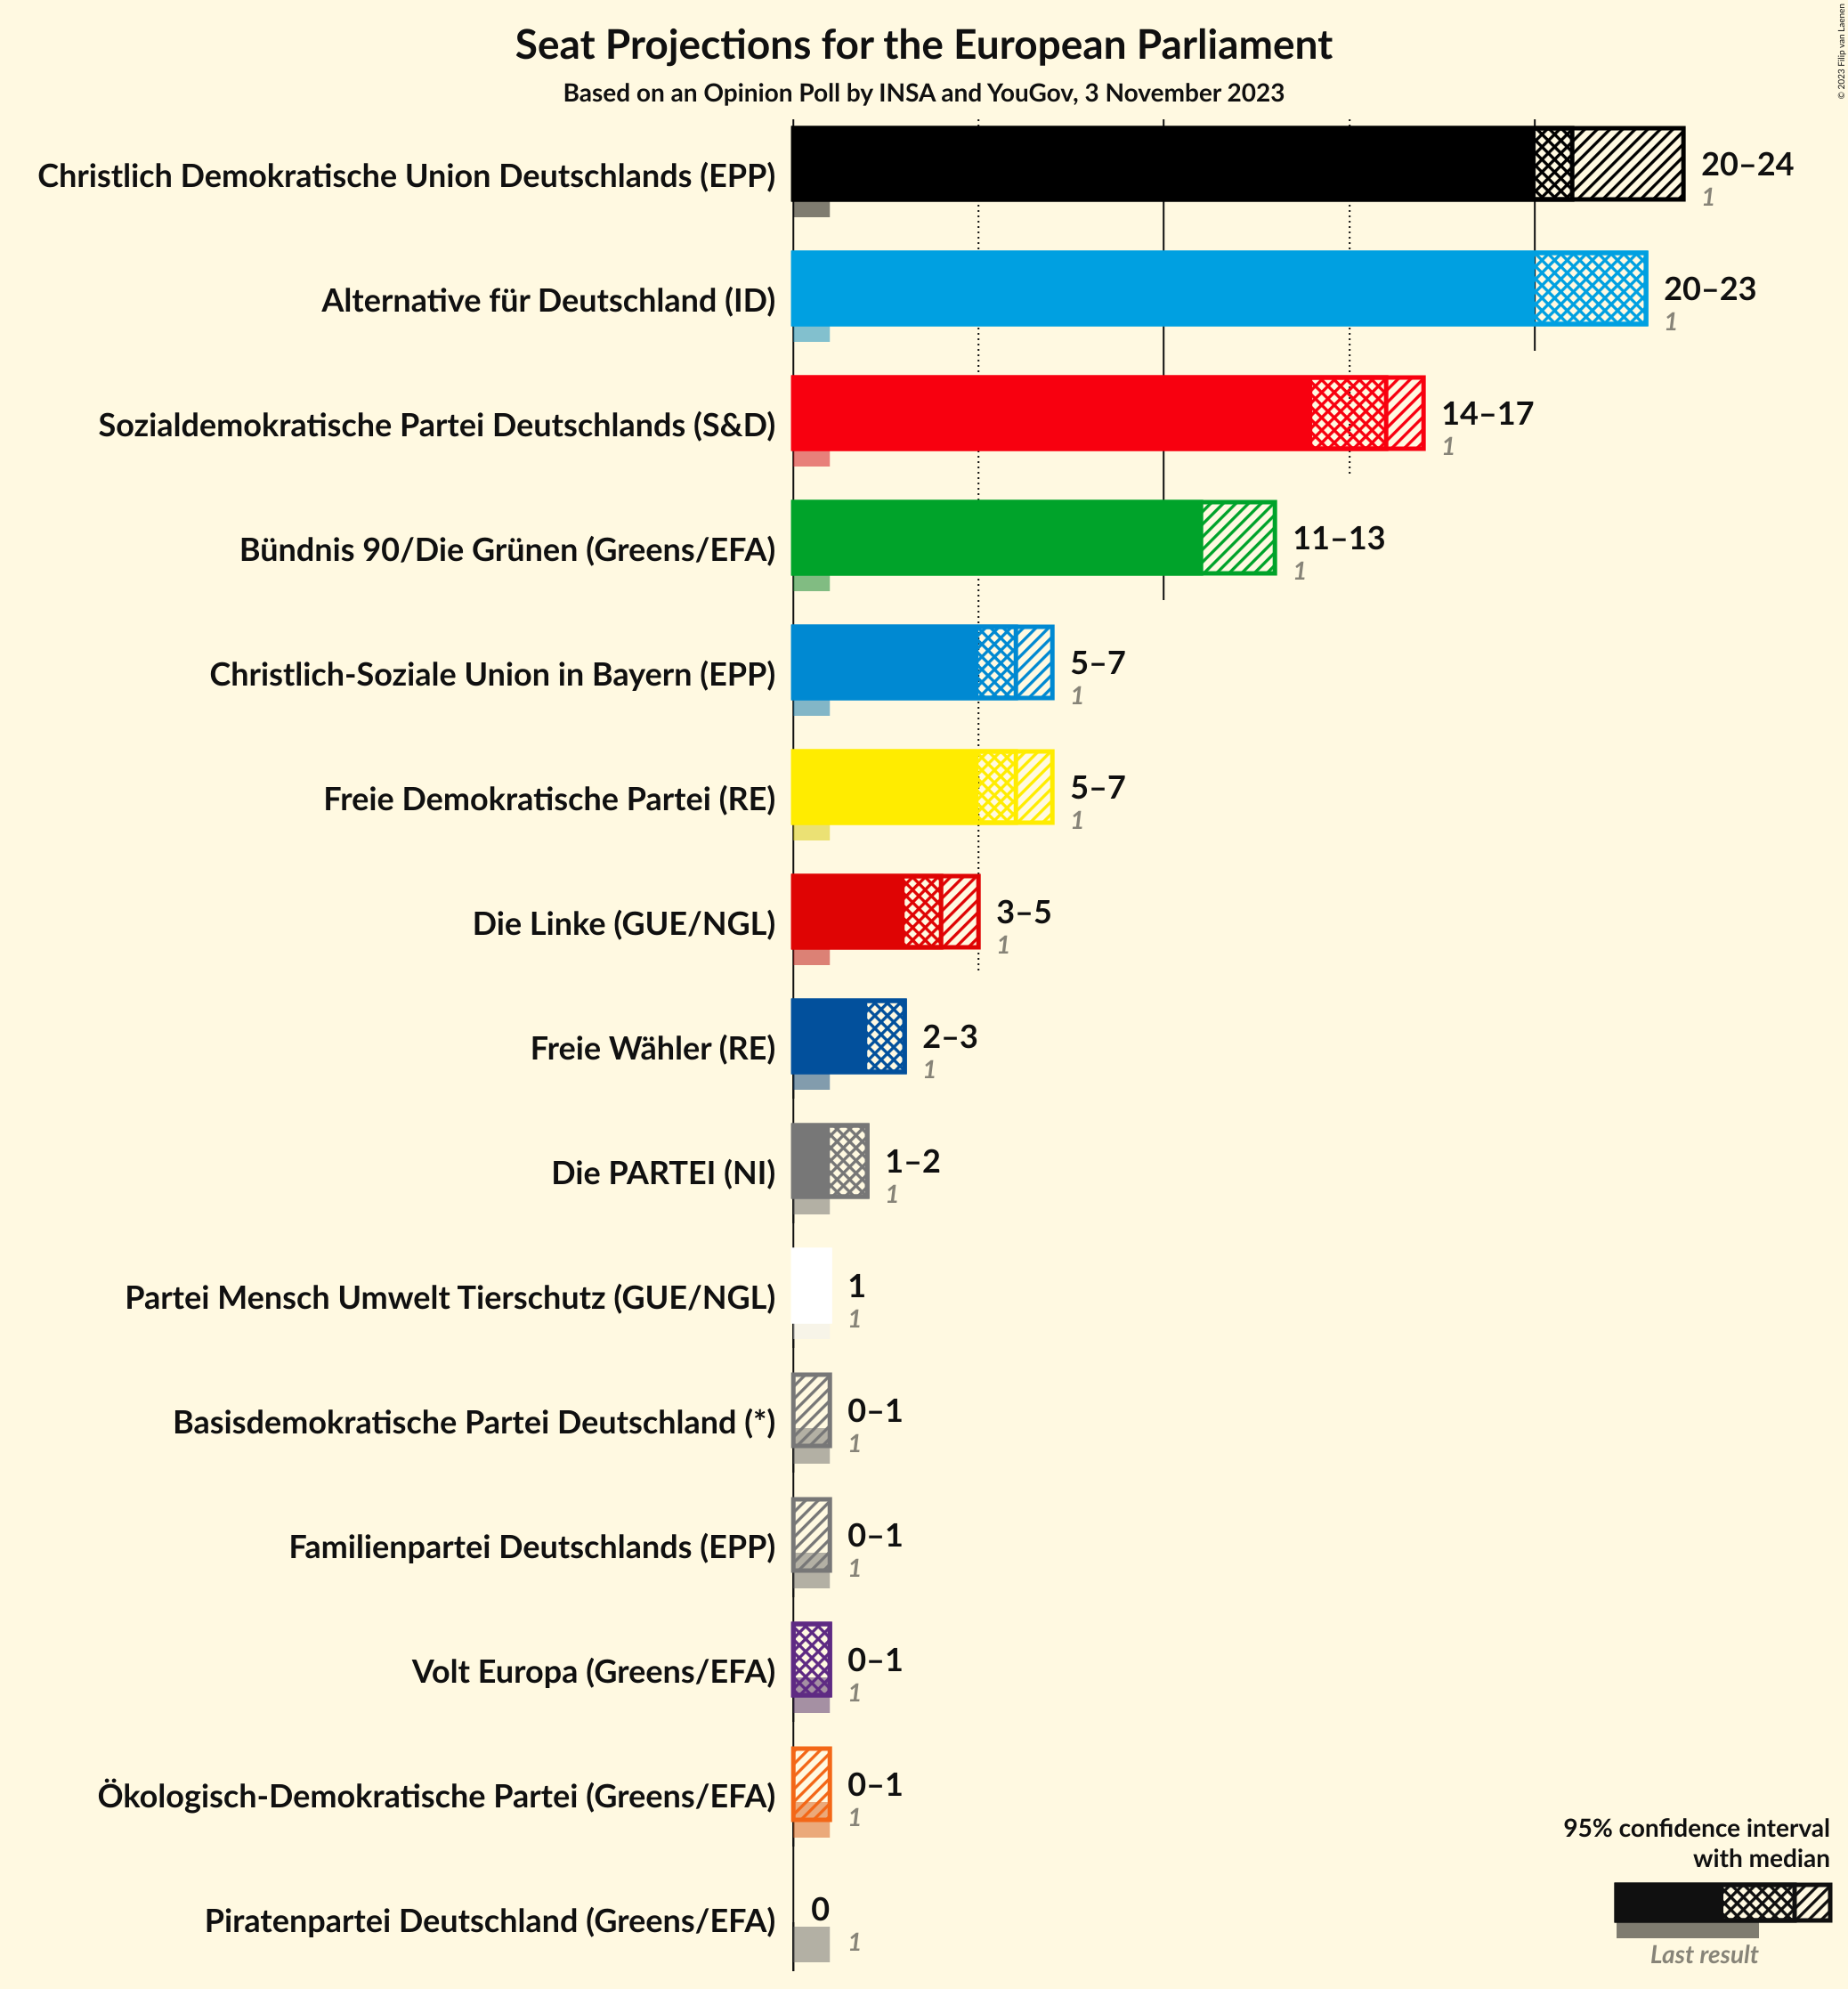 Seat Projections for the European Parliament
Based on an Opinion Poll by INSA and YouGov, 3 November 2023
© 2023 Filip van Laenen
Christlich Demokratische Union Deutschlands (EPP)
20–24
1
Alternative für Deutschland (ID)
20–23
1
Sozialdemokratische Partei Deutschlands (S&D)
14–17
1
Bündnis 90/Die Grünen (Greens/EFA)
11–13
1
Christlich-Soziale Union in Bayern (EPP)
5–7
1
Freie Demokratische Partei (RE)
5–7
1
Die Linke (GUE/NGL)
3–5
1
Freie Wähler (RE)
2–3
1
Die PARTEI (NI)
1–2
1
Partei Mensch Umwelt Tierschutz (GUE/NGL)
1
1
Basisdemokratische Partei Deutschland (*)
0–1
1
Familienpartei Deutschlands (EPP)
0–1
1
Volt Europa (Greens/EFA)
0–1
1
Ökologisch-Demokratische Partei (Greens/EFA)
0–1
1
Piratenpartei Deutschland (Greens/EFA)
0
1
95% confidence interval
with median
Last result